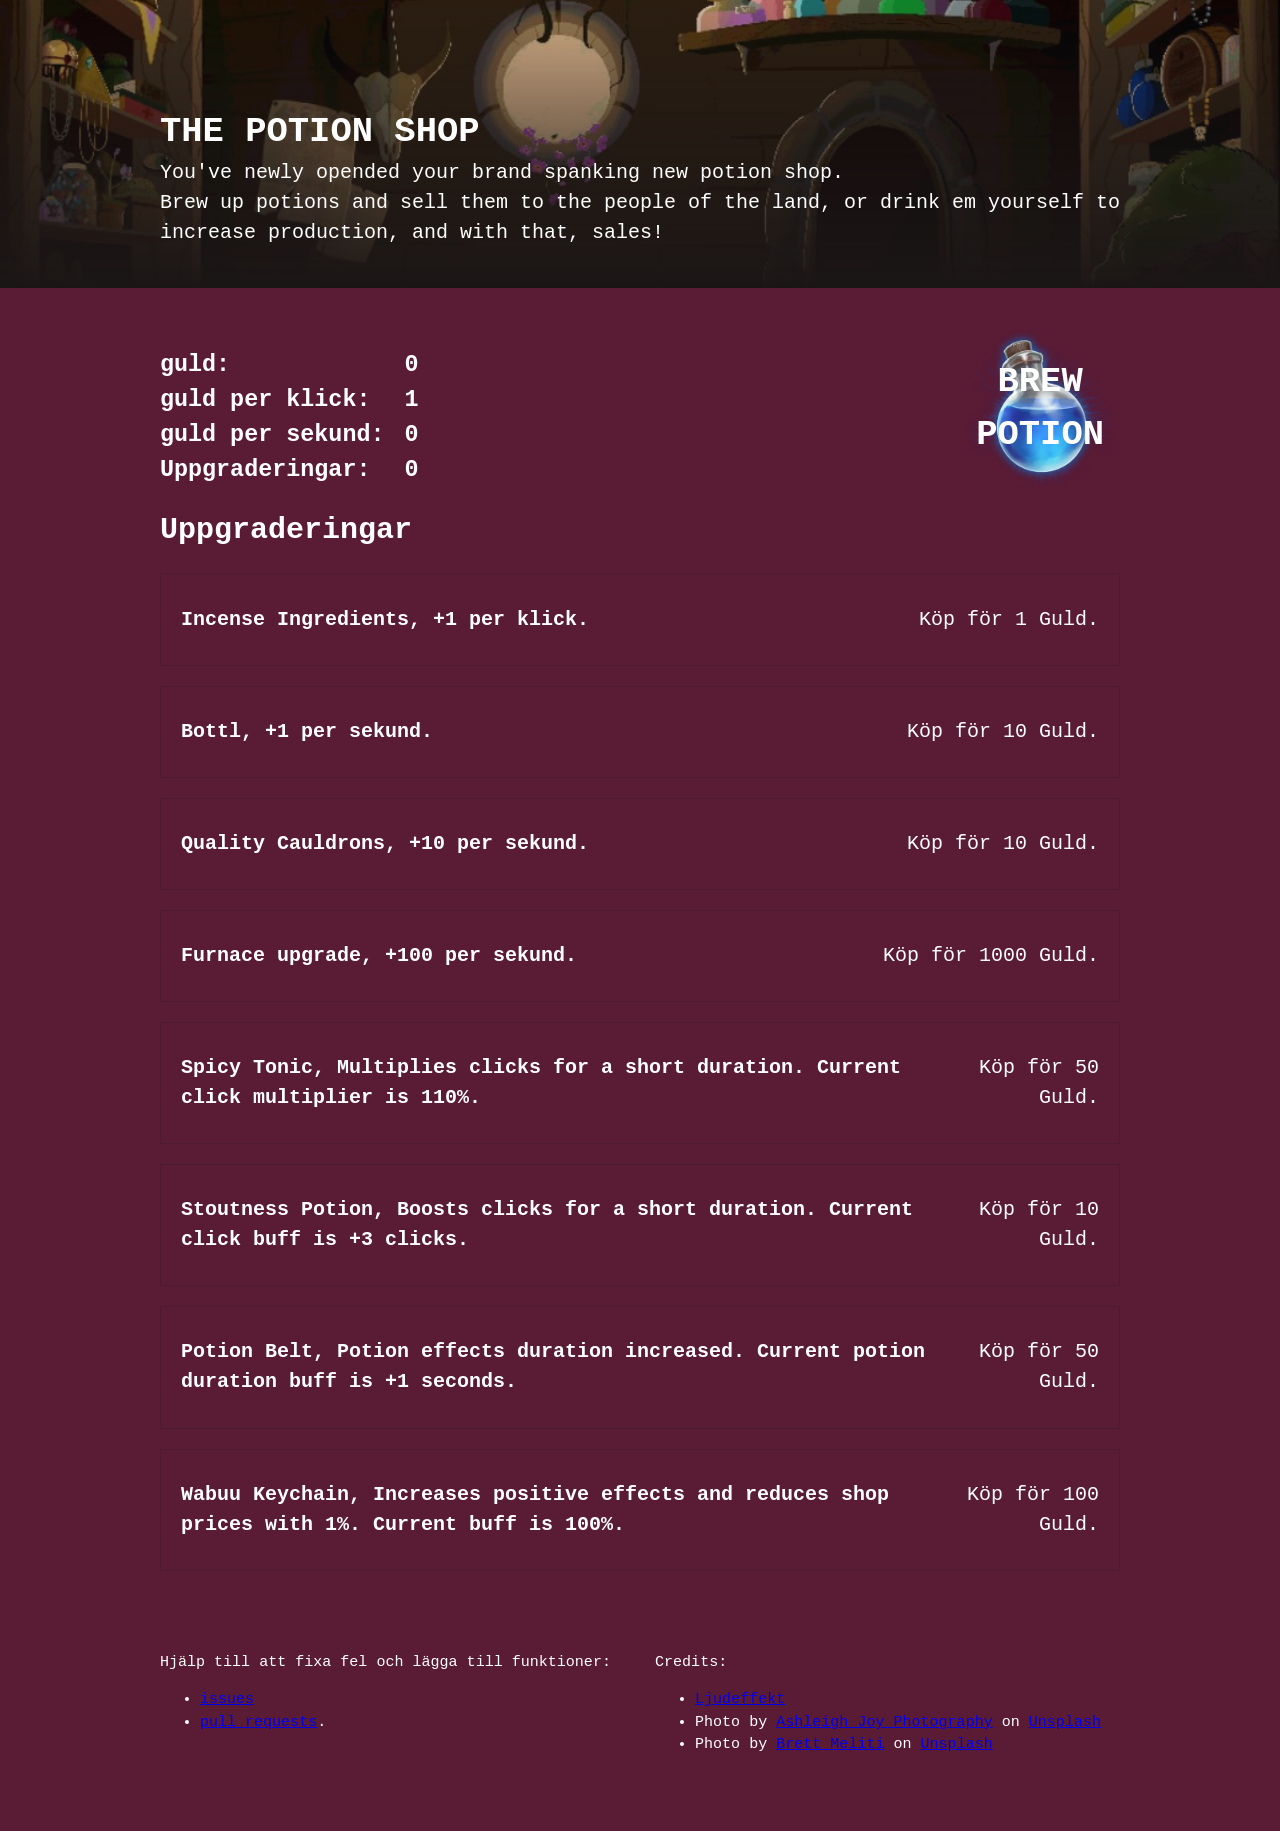 THE POTION SHOP
You've newly opened your brand spanking new potion shop.
Brew up potions and sell them to the people of the land, or drink em yourself to
increase production, and with that, sales!
guld: 0
guld per klick: 1
guld per sekund: 0
Uppgraderingar: 0
BREW
POTION
Uppgraderingar
Incense Ingredients, +1 per klick. Köp för 1 Guld.
Bottl, +1 per sekund. Köp för 10 Guld.
Quality Cauldrons, +10 per sekund. Köp för 10 Guld.
Furnace upgrade, +100 per sekund. Köp för 1000 Guld.
Spicy Tonic, Multiplies clicks for a short duration. Current
click multiplier is 110%.
Köp för 50
Guld.
Stoutness Potion, Boosts clicks for a short duration. Current
click buff is +3 clicks.
Köp för 10
Guld.
Potion Belt, Potion effects duration increased. Current potion
duration buff is +1 seconds.
Köp för 50
Guld.
Wabuu Keychain, Increases positive effects and reduces shop
prices with 1%. Current buff is 100%.
Köp för 100
Guld.
Hjälp till att fixa fel och lägga till funktioner:
• issues
• pull requests.
Credits:
• Ljudeffekt
• Photo by Ashleigh Joy Photography on Unsplash
• Photo by Brett Meliti on Unsplash